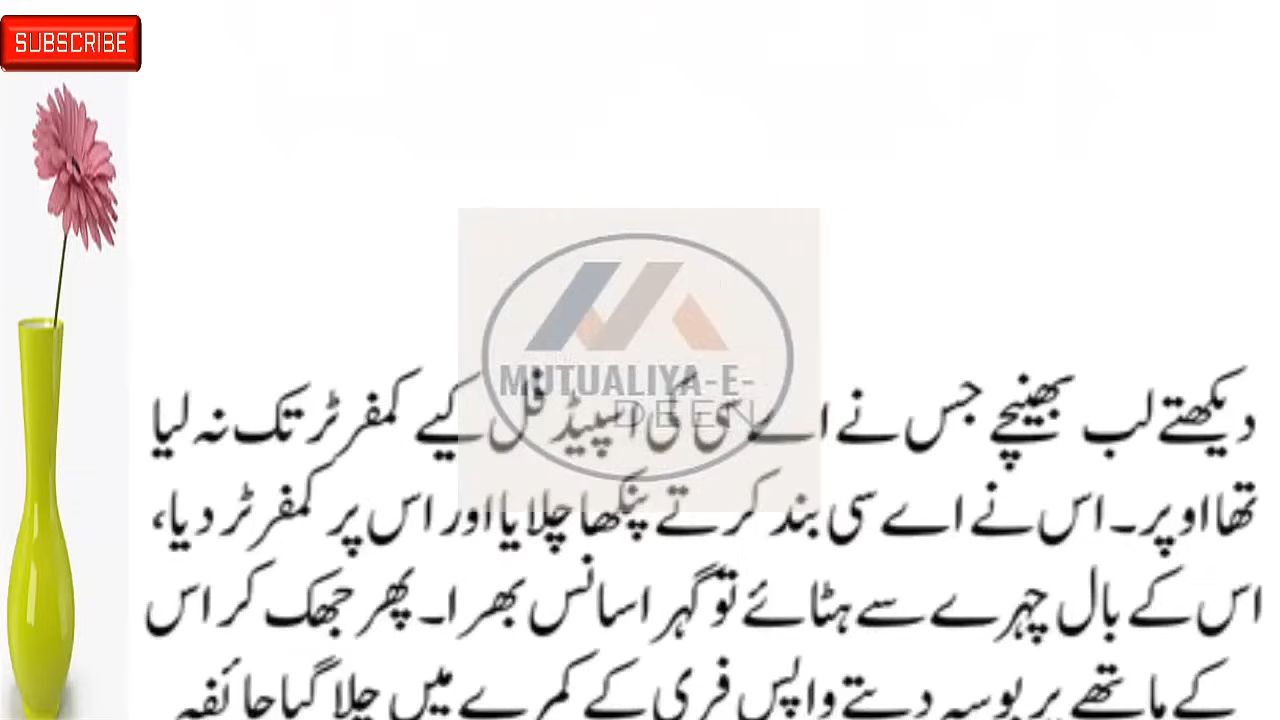 SUBSCRIBE
MUTUALIYA-E-
DEEN
دیکھتے لب بھینچے جس نے اے سی کی اسپیڈ فل کیے کمفرٹر تک نہ لیا
تھا اوپر۔ اس نے اے سی بند کرتے پنکھا چلایا اور اس پر کمفرٹر دیا،
اس کے بال چہرے سے ہٹائے تو گہرا سانس بھرا۔ پھر جھک کر اس
کے ماتھے پر بوسہ دیتے واپس فری کے کمرے میں چلا گیا جائفہ